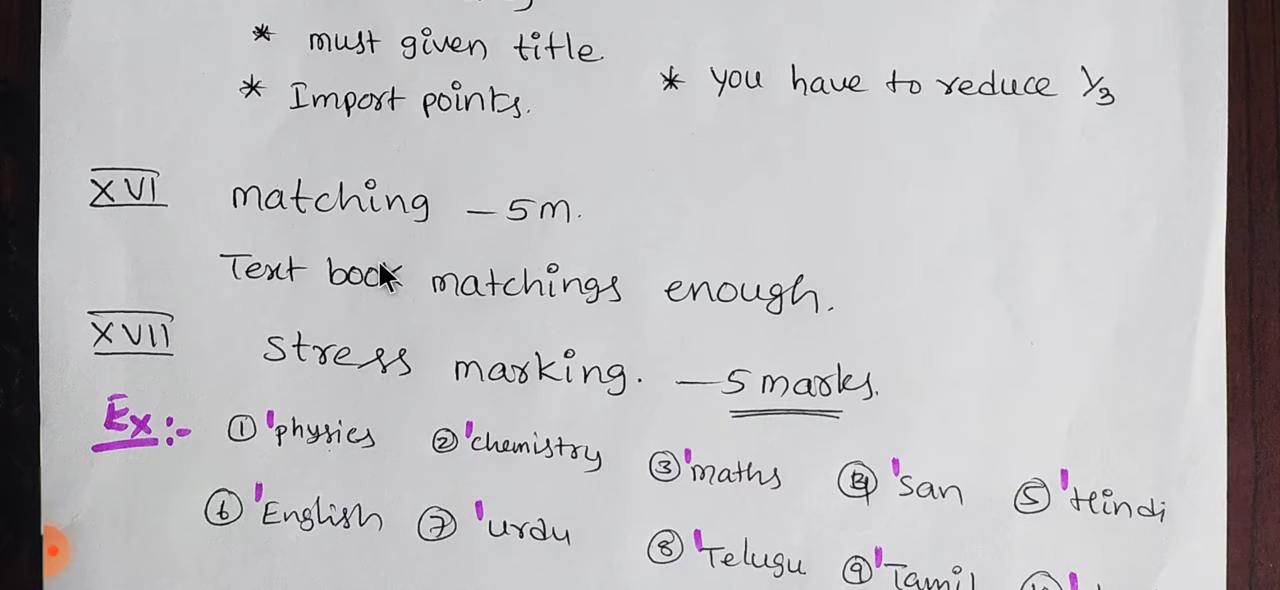 * must given title.
* Import points.
* you have to reduce 1/3
XVI matching - 5m.
Text book matchings enough.
XVII stress marking. - 5 marks.
Ex:- ① 'physics ② 'chemistry ③ 'maths ④ 'San ⑤ 'Hindi
⑥ 'English ⑦ 'urdu ⑧ 'Telugu ⑨ 'Tamil